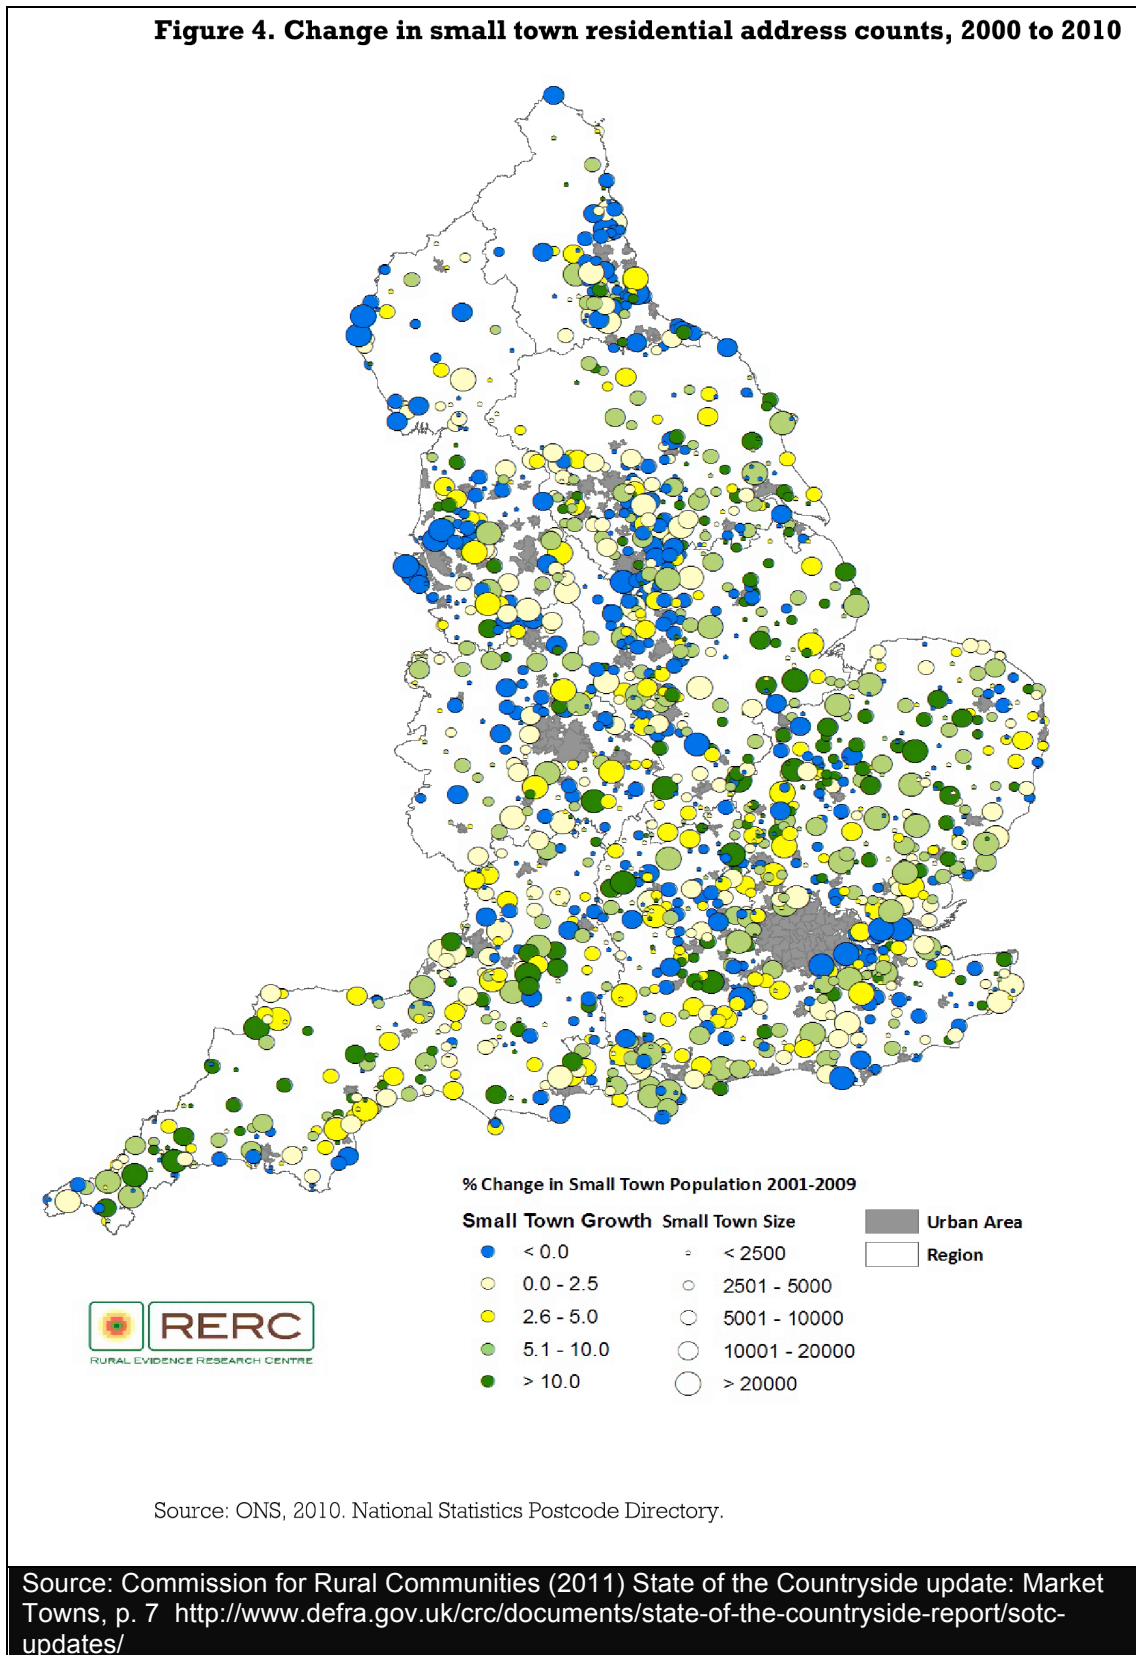 Figure 4. Change in small town residential address counts, 2000 to 2010
% Change in Small Town Population 2001-2009
Small Town Growth Small Town Size
Urban Area
Region
< 0.0
0.0 - 2.5
2.6 - 5.0
5.1 - 10.0
> 10.0
< 2500
2501 - 5000
5001 - 10000
10001 - 20000
> 20000
RERC
RURAL EVIDENCE RESEARCH CENTRE
Source: ONS, 2010. National Statistics Postcode Directory.
Source: Commission for Rural Communities (2011) State of the Countryside update: Market
Towns, p. 7 http://www.defra.gov.uk/crc/documents/state-of-the-countryside-report/sotc-
updates/